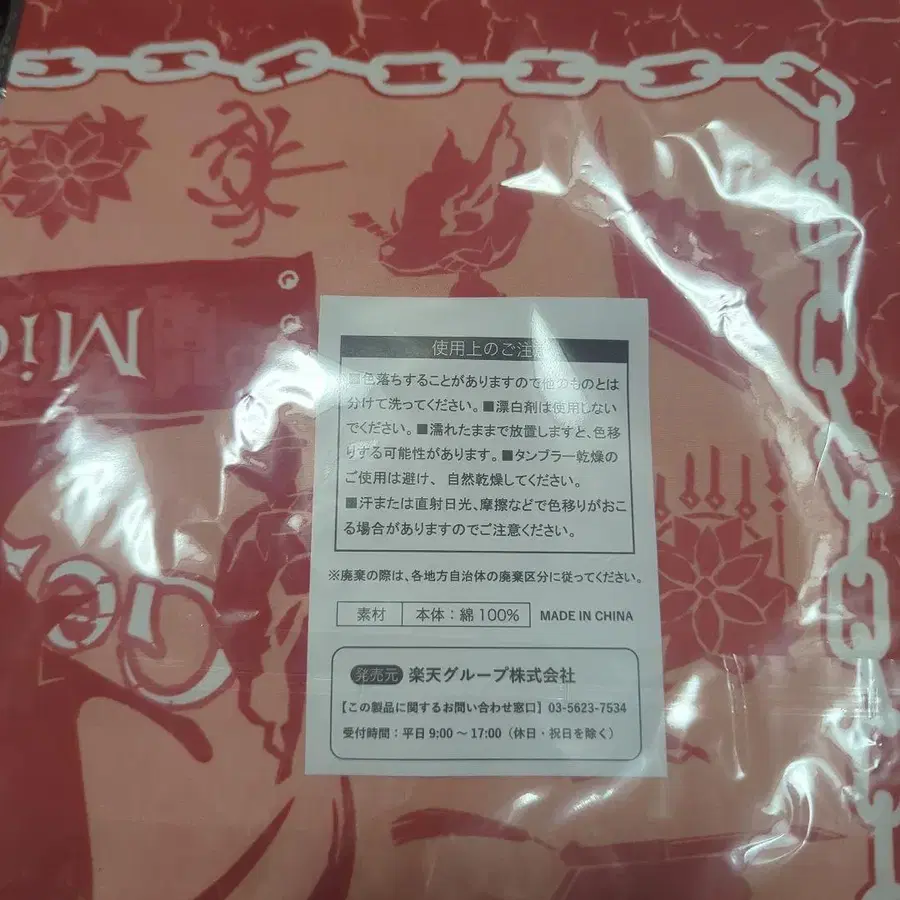 使用上のご注意
■色落ちすることがありますので他のものとは
分けて洗ってください。■漂白剤は使用しない
でください。■濡れたままで放置しますと、色移
りする可能性があります。■タンブラー乾燥の
ご使用は避け、自然乾燥してください。
■汗または直射日光、摩擦などで色移りがおこ
る場合がありますのでご注意ください。
※廃棄の際は、各地方自治体の廃棄区分に従ってください。
素材 本体:綿100% MADE IN CHINA
発売元 楽天グループ株式会社
【この製品に関するお問い合わせ窓口】03-5623-7534
受付時間:平日9:00～17:00(休日・祝日を除く)